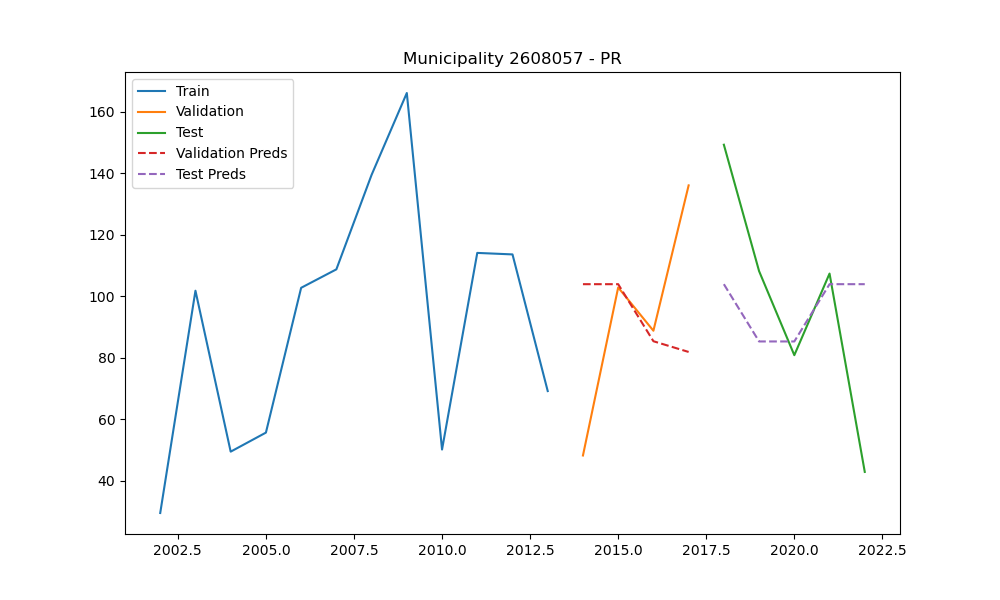 Municipality 2608057 - PR
Train
Validation
Test
Validation Preds
Test Preds
160
140
120
100
80
60
40
2002.5 2005.0 2007.5 2010.0 2012.5 2015.0 2017.5 2020.0 2022.5